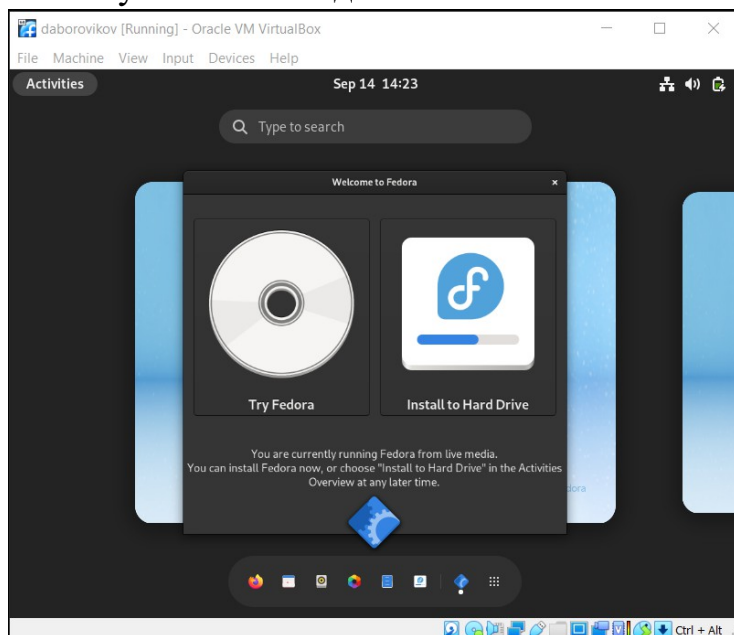 daborovikov [Running] - Oracle VM VirtualBox
File Machine View Input Devices Help
Activities
Sep 14 14:23
Type to search
Welcome to Fedora
Try Fedora
Install to Hard Drive
You are currently running Fedora from live media.
You can install Fedora now, or choose "Install to Hard Drive" in the Activities
Overview at any later time.
dora
Ctrl + Alt